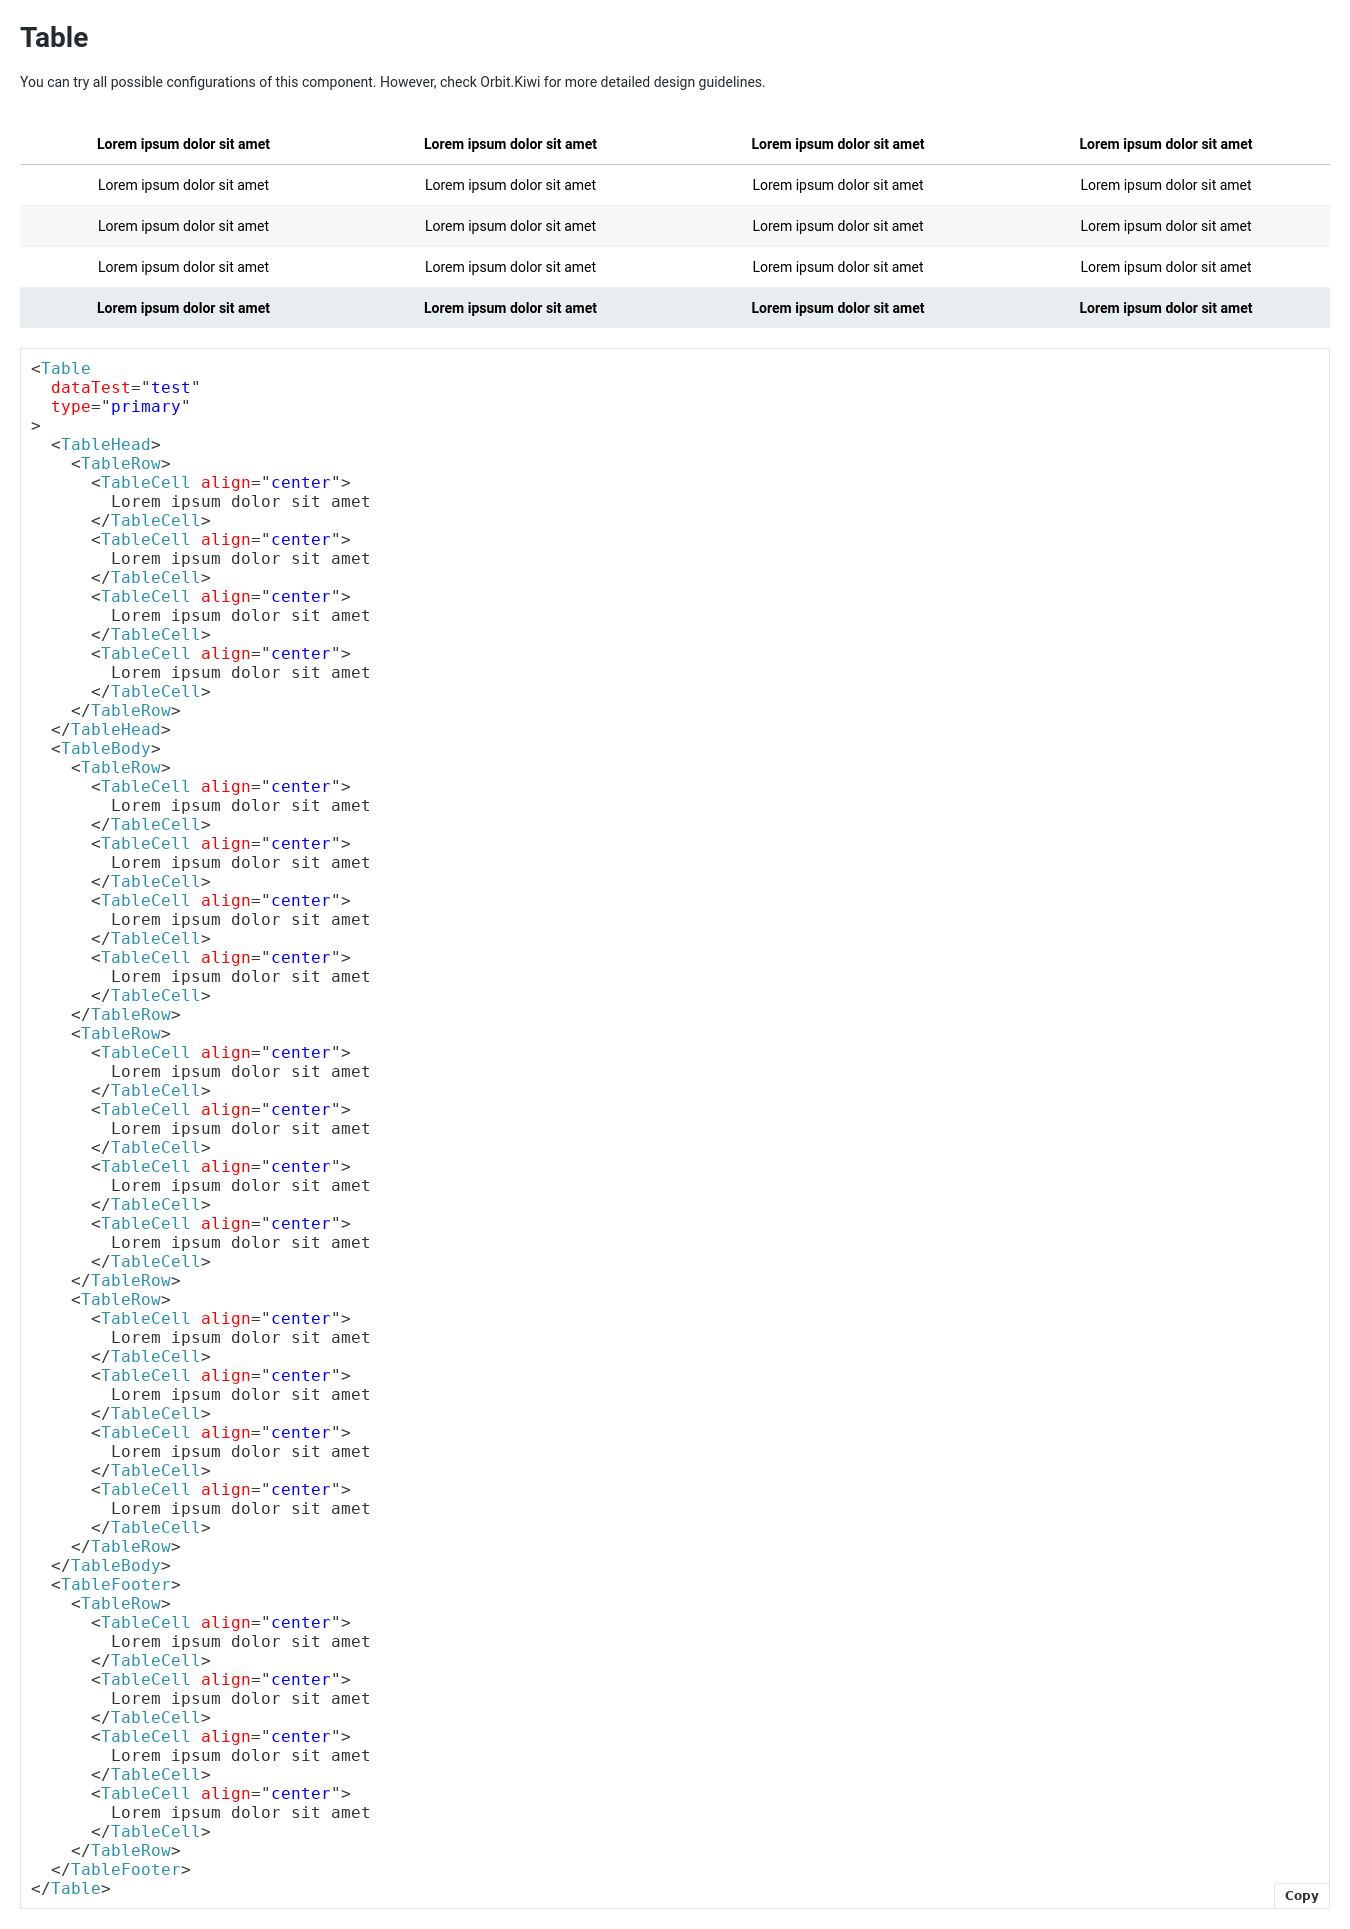 Table
You can try all possible configurations of this component. However, check Orbit.Kiwi for more detailed design guidelines.
Lorem ipsum dolor sit amet Lorem ipsum dolor sit amet Lorem ipsum dolor sit amet Lorem ipsum dolor sit amet
Lorem ipsum dolor sit amet Lorem ipsum dolor sit amet Lorem ipsum dolor sit amet Lorem ipsum dolor sit amet
Lorem ipsum dolor sit amet Lorem ipsum dolor sit amet Lorem ipsum dolor sit amet Lorem ipsum dolor sit amet
Lorem ipsum dolor sit amet Lorem ipsum dolor sit amet Lorem ipsum dolor sit amet Lorem ipsum dolor sit amet
Lorem ipsum dolor sit amet Lorem ipsum dolor sit amet Lorem ipsum dolor sit amet Lorem ipsum dolor sit amet
<Table
  dataTest="test"
  type="primary"
>
  <TableHead>
    <TableRow>
      <TableCell align="center">
        Lorem ipsum dolor sit amet
      </TableCell>
      <TableCell align="center">
        Lorem ipsum dolor sit amet
      </TableCell>
      <TableCell align="center">
        Lorem ipsum dolor sit amet
      </TableCell>
      <TableCell align="center">
        Lorem ipsum dolor sit amet
      </TableCell>
    </TableRow>
  </TableHead>
  <TableBody>
    <TableRow>
      <TableCell align="center">
        Lorem ipsum dolor sit amet
      </TableCell>
      <TableCell align="center">
        Lorem ipsum dolor sit amet
      </TableCell>
      <TableCell align="center">
        Lorem ipsum dolor sit amet
      </TableCell>
      <TableCell align="center">
        Lorem ipsum dolor sit amet
      </TableCell>
    </TableRow>
    <TableRow>
      <TableCell align="center">
        Lorem ipsum dolor sit amet
      </TableCell>
      <TableCell align="center">
        Lorem ipsum dolor sit amet
      </TableCell>
      <TableCell align="center">
        Lorem ipsum dolor sit amet
      </TableCell>
      <TableCell align="center">
        Lorem ipsum dolor sit amet
      </TableCell>
    </TableRow>
    <TableRow>
      <TableCell align="center">
        Lorem ipsum dolor sit amet
      </TableCell>
      <TableCell align="center">
        Lorem ipsum dolor sit amet
      </TableCell>
      <TableCell align="center">
        Lorem ipsum dolor sit amet
      </TableCell>
      <TableCell align="center">
        Lorem ipsum dolor sit amet
      </TableCell>
    </TableRow>
  </TableBody>
  <TableFooter>
    <TableRow>
      <TableCell align="center">
        Lorem ipsum dolor sit amet
      </TableCell>
      <TableCell align="center">
        Lorem ipsum dolor sit amet
      </TableCell>
      <TableCell align="center">
        Lorem ipsum dolor sit amet
      </TableCell>
      <TableCell align="center">
        Lorem ipsum dolor sit amet
      </TableCell>
    </TableRow>
  </TableFooter>
</Table>
Copy